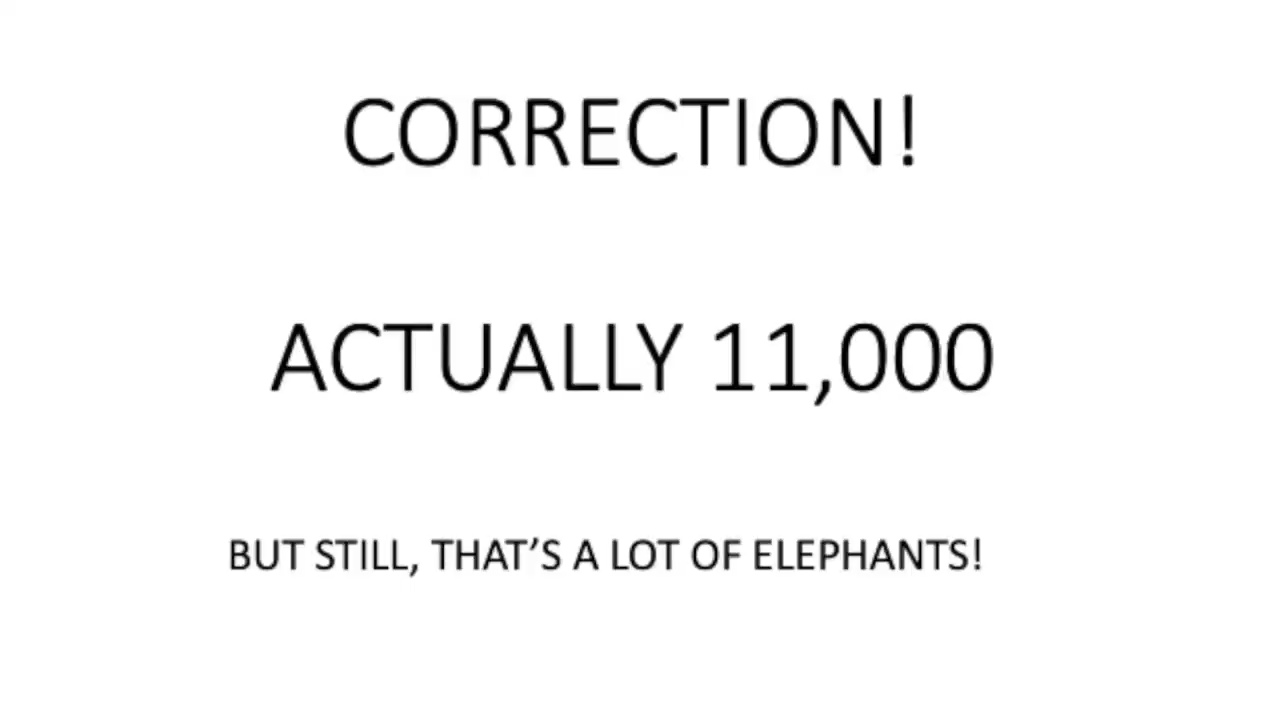 CORRECTION!
ACTUALLY 11,000
BUT STILL, THAT’S A LOT OF ELEPHANTS!